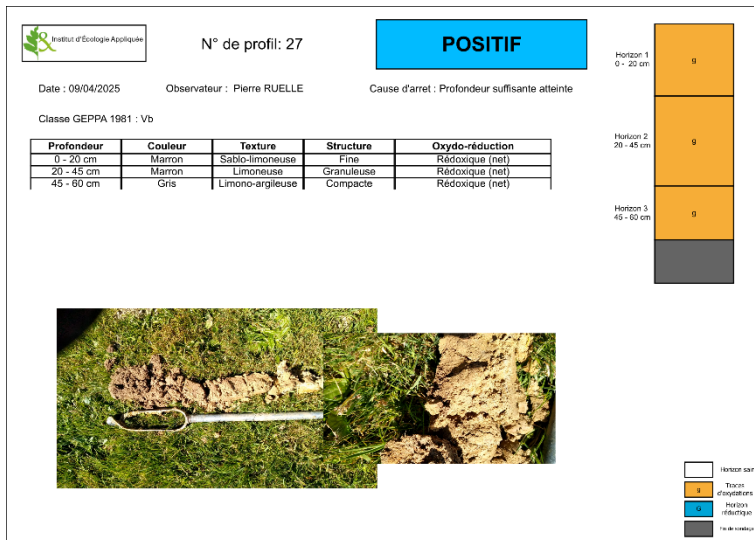 Institut d'Écologie Appliquée
N° de profil: 27
POSITIF
Date : 09/04/2025
Observateur : Pierre RUELLE
Cause d'arret : Profondeur suffisante atteinte
Classe GEPPA 1981 : Vb
Profondeur Couleur Texture Structure Oxydo-réduction
0 - 20 cm Marron Sablo-limoneuse Fine Rédoxique (net)
20 - 45 cm Marron Limoneuse Granuleuse Rédoxique (net)
45 - 60 cm Gris Limono-argileuse Compacte Rédoxique (net)
Horizon 1
0 - 20 cm
g
Horizon 2
20 - 45 cm
g
Horizon 3
45 - 60 cm
g
Horizon sain
g
Traces
d'oxydations
G
Horizon
réductique
Fin de sondage